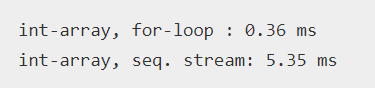 int-array, for-loop : 0.36 ms
int-array, seq. stream: 5.35 ms